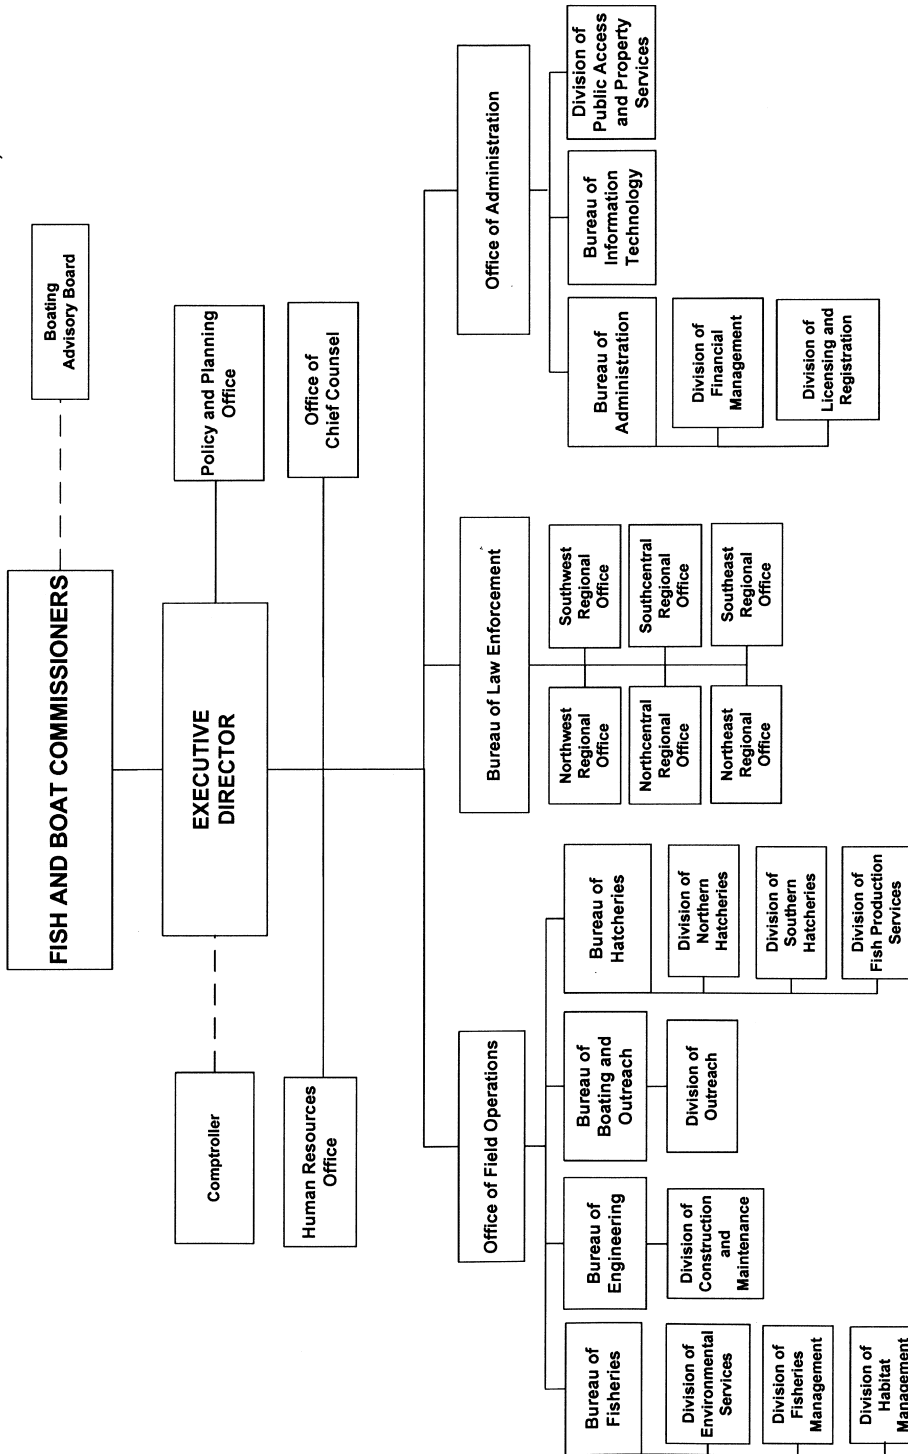 FISH AND BOAT COMMISSIONERS
Boating
Advisory Board
EXECUTIVE
DIRECTOR
Comptroller
Policy and Planning
Office
Human Resources
Office
Office of
Chief Counsel
Office of Field Operations
Bureau of Law Enforcement
Office of Administration
Bureau of
Fisheries
Division of
Environmental
Services
Division of
Fisheries
Management
Division of
Habitat
Management
Bureau of
Engineering
Division of
Construction
and
Maintenance
Bureau of
Boating and
Outreach
Division of
Outreach
Bureau of
Hatcheries
Division of
Northern
Hatcheries
Division of
Southern
Hatcheries
Division of
Fish Production
Services
Northwest
Regional
Office
Southwest
Regional
Office
Northcentral
Regional
Office
Southcentral
Regional
Office
Northeast
Regional
Office
Southeast
Regional
Office
Bureau of
Administration
Division of
Financial
Management
Division of
Licensing and
Registration
Bureau of
Information
Technology
Division of
Public Access
and Property
Services